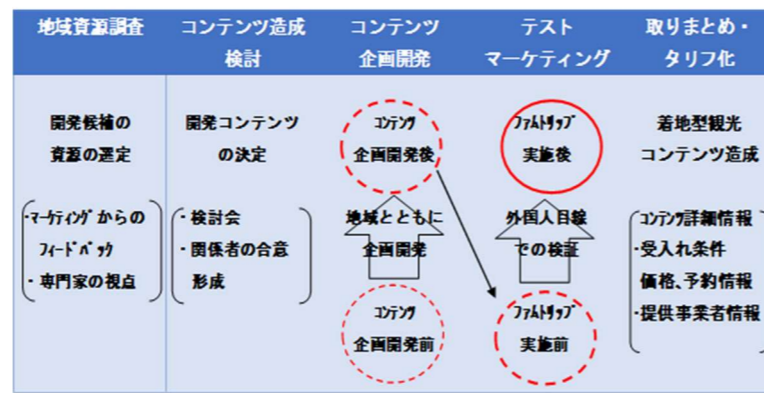 地域資源調査
コンテンツ造成
検討
コンテンツ
企画開発
テスト
マーケティング
取りまとめ・
タリフ化
開発候補の
資源の選定
・ﾏｰｹﾃｨﾝｸﾞからの
ﾌｨｰﾄﾞﾊﾞｯｸ
・専門家の視点
開発コンテンツ
の決定
・検討会
・関係者の合意
形成
ｺﾝﾃﾝﾂ
企画開発後
地域とともに
企画開発
ｺﾝﾃﾝﾂ
企画開発前
ﾌｧﾑﾄﾘｯﾌﾟ
実施後
外国人目線
での検証
ﾌｧﾑﾄﾘｯﾌﾟ
実施前
着地型観光
コンテンツ造成
ｺﾝﾃﾝﾂ詳細情報
・受入れ条件
価格、予約情報
・提供事業者情報